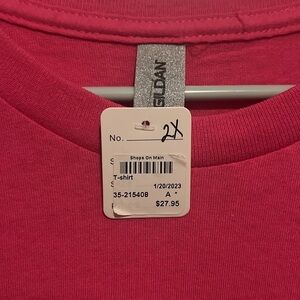 GILDAN
No. 2X
Shops On Main
T-shirt
1/20/2023
35-215408 A *
$27.95